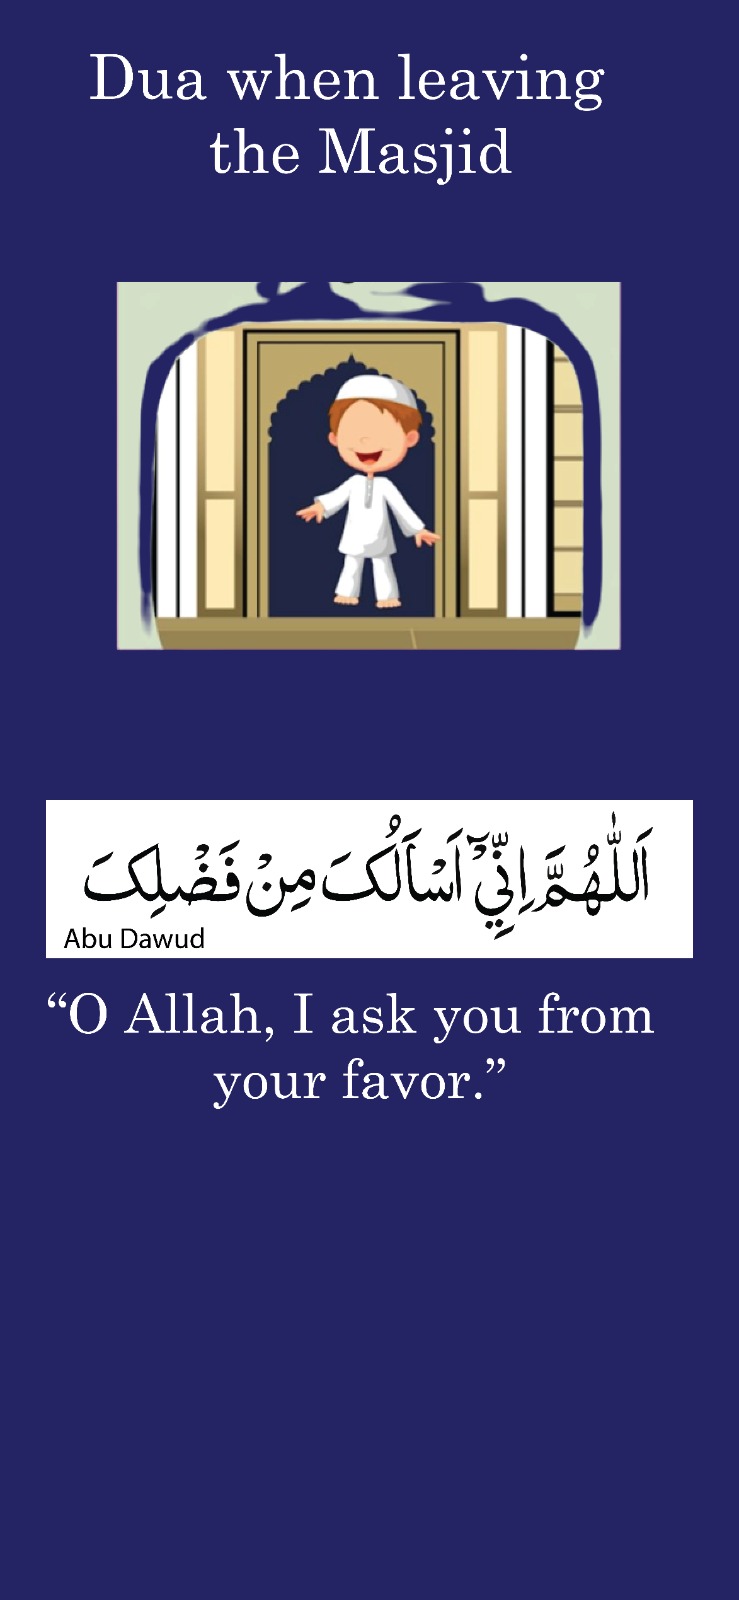 Dua when leaving
the Masjid
اَللّٰهُمَّ اِنِّيْٓ اَسْاَلُکَ مِنْ فَضْلِکَ
Abu Dawud
“O Allah, I ask you from
your favor.”